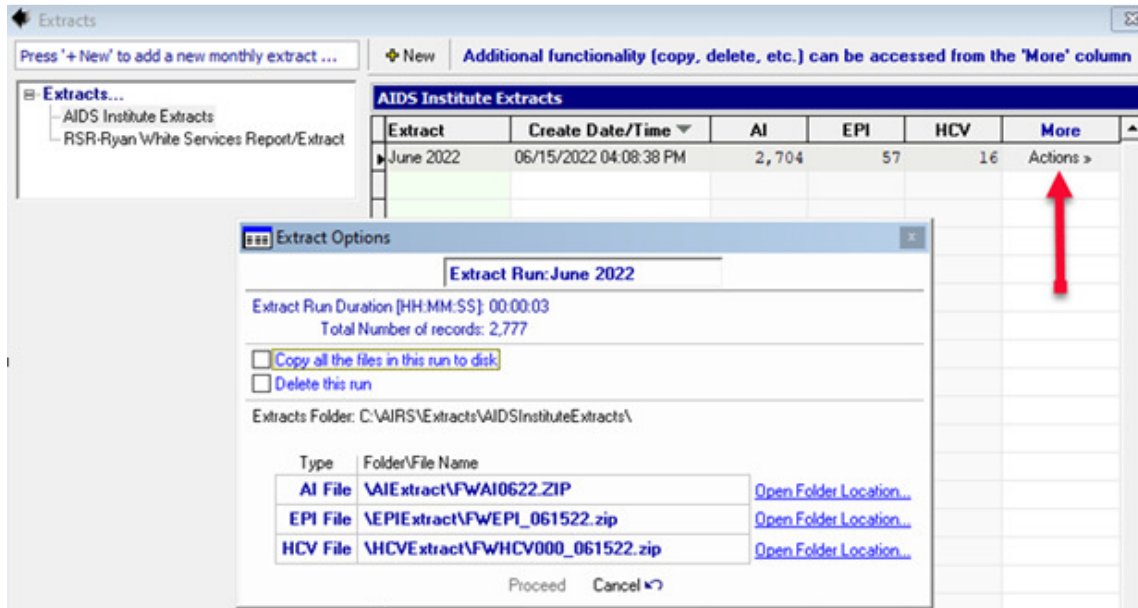 Extracts
Press '+ New' to add a new monthly extract ...
New
Additional functionality (copy, delete, etc.) can be accessed from the 'More' column
Extracts...
AIDS Institute Extracts
RSR-Ryan White Services Report/Extract
AIDS Institute Extracts
Extract Create Date/Time AI EPI HCV More
June 2022 06/15/2022 04:08:38 PM 2,704 57 16 Actions »
Extract Options
Extract Run:June 2022
Extract Run Duration [HH:MM:SS]: 00:00:03
Total Number of records: 2,777
Copy all the files in this run to disk
Delete this run
Extracts Folder: C:\AIRS\Extracts\AIDSInstituteExtracts\
Type Folder\File Name
AI File \AIExtract\FWAI0622.ZIP Open Folder Location...
EPI File \EPIExtract\FWEPI_061522.zip Open Folder Location...
HCV File \HCVExtract\FWHCV000_061522.zip Open Folder Location...
Proceed Cancel